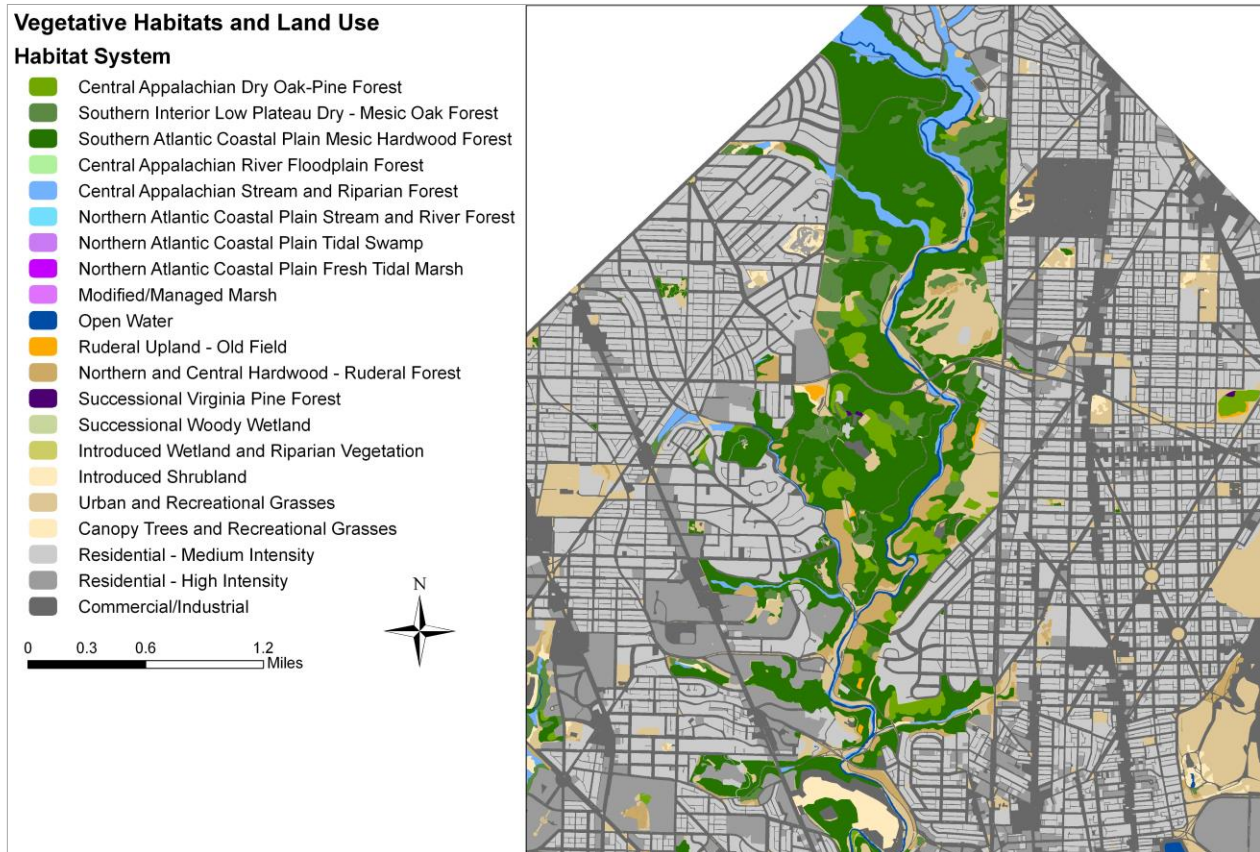 Vegetative Habitats and Land Use
Habitat System
Central Appalachian Dry Oak-Pine Forest
Southern Interior Low Plateau Dry - Mesic Oak Forest
Southern Atlantic Coastal Plain Mesic Hardwood Forest
Central Appalachian River Floodplain Forest
Central Appalachian Stream and Riparian Forest
Northern Atlantic Coastal Plain Stream and River Forest
Northern Atlantic Coastal Plain Tidal Swamp
Northern Atlantic Coastal Plain Fresh Tidal Marsh
Modified/Managed Marsh
Open Water
Ruderal Upland - Old Field
Northern and Central Hardwood - Ruderal Forest
Successional Virginia Pine Forest
Successional Woody Wetland
Introduced Wetland and Riparian Vegetation
Introduced Shrubland
Urban and Recreational Grasses
Canopy Trees and Recreational Grasses
Residential - Medium Intensity
Residential - High Intensity
Commercial/Industrial
N
0 0.3 0.6 1.2
Miles